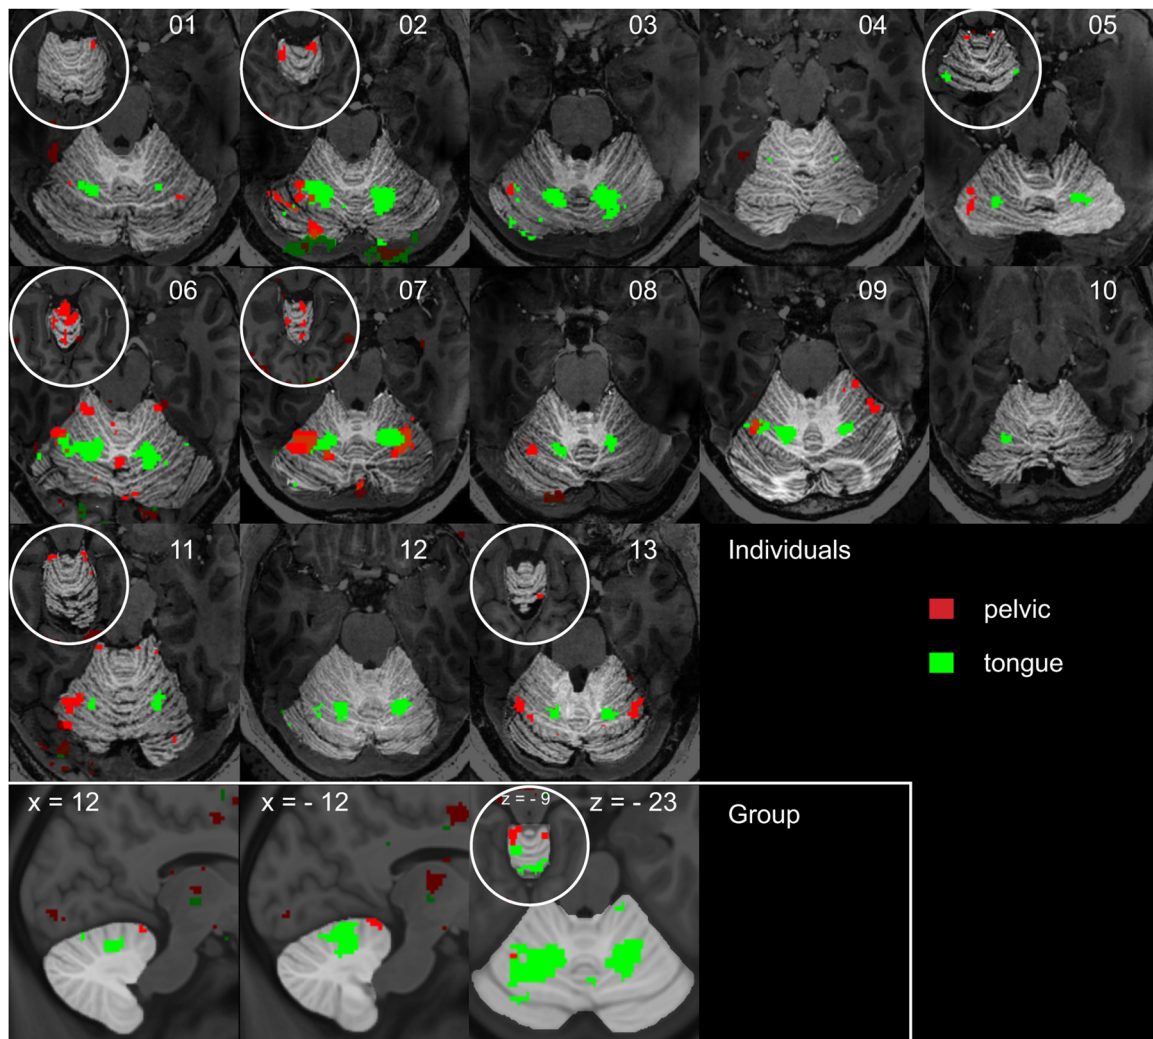 01
02
03
04
05
06
07
08
09
10
11
12
13
Individuals
pelvic
tongue
x = 12
x = - 12
z = - 9
z = - 23
Group